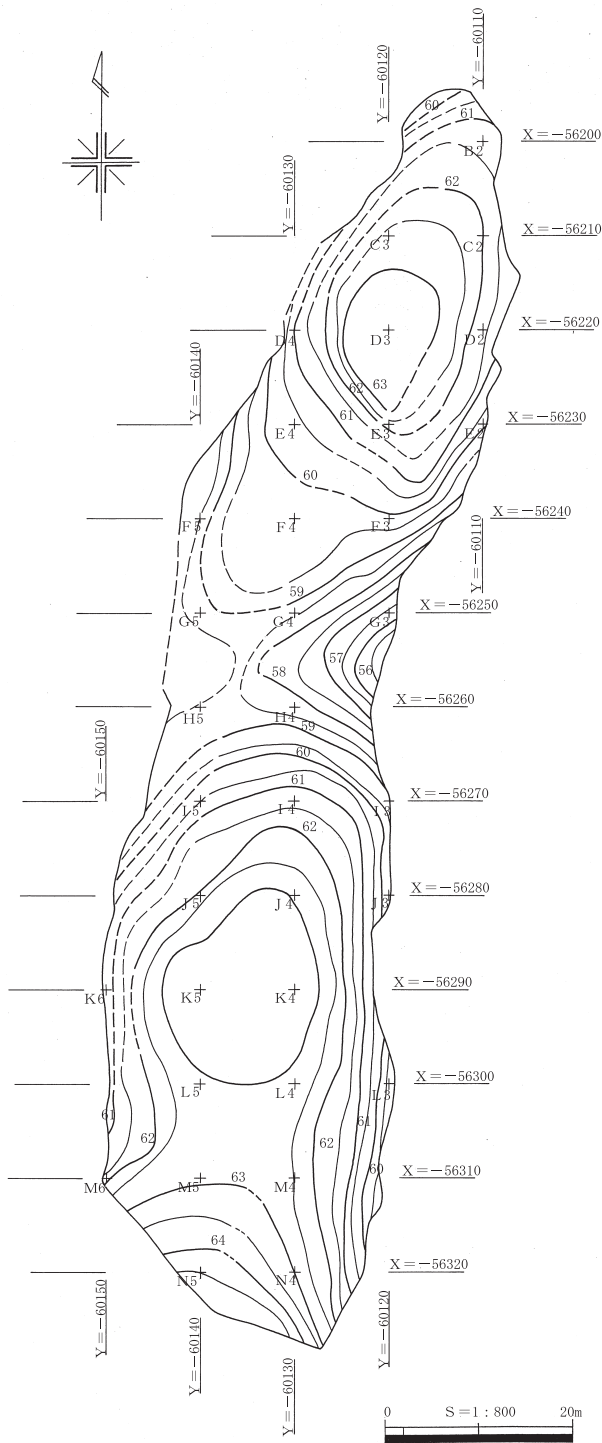 Y=-60110
Y=-60120
60
61
X=-56200
B2
Y=-60130
62
X=-56210
C3
C2
X=-56220
D4
D3
D2
Y=-60140
62
63
61
X=-56230
E4
E3
E2
60
X=-56240
F5
F4
F3
Y=-60110
59
X=-56250
G5
G4
G3
57
56
58
X=-56260
H5
H4
59
Y=-60150
60
X=-56270
61
I5
I4
I3
62
X=-56280
J5
J4
J3
X=-56290
K6
K5
K4
X=-56300
L5
L4
L3
61
61
62
62
60
X=-56310
M6
M5
63
M4
64
X=-56320
N5
N4
Y=-60150
Y=-60120
Y=-60140
Y=-60130
0 S=1:800 20m